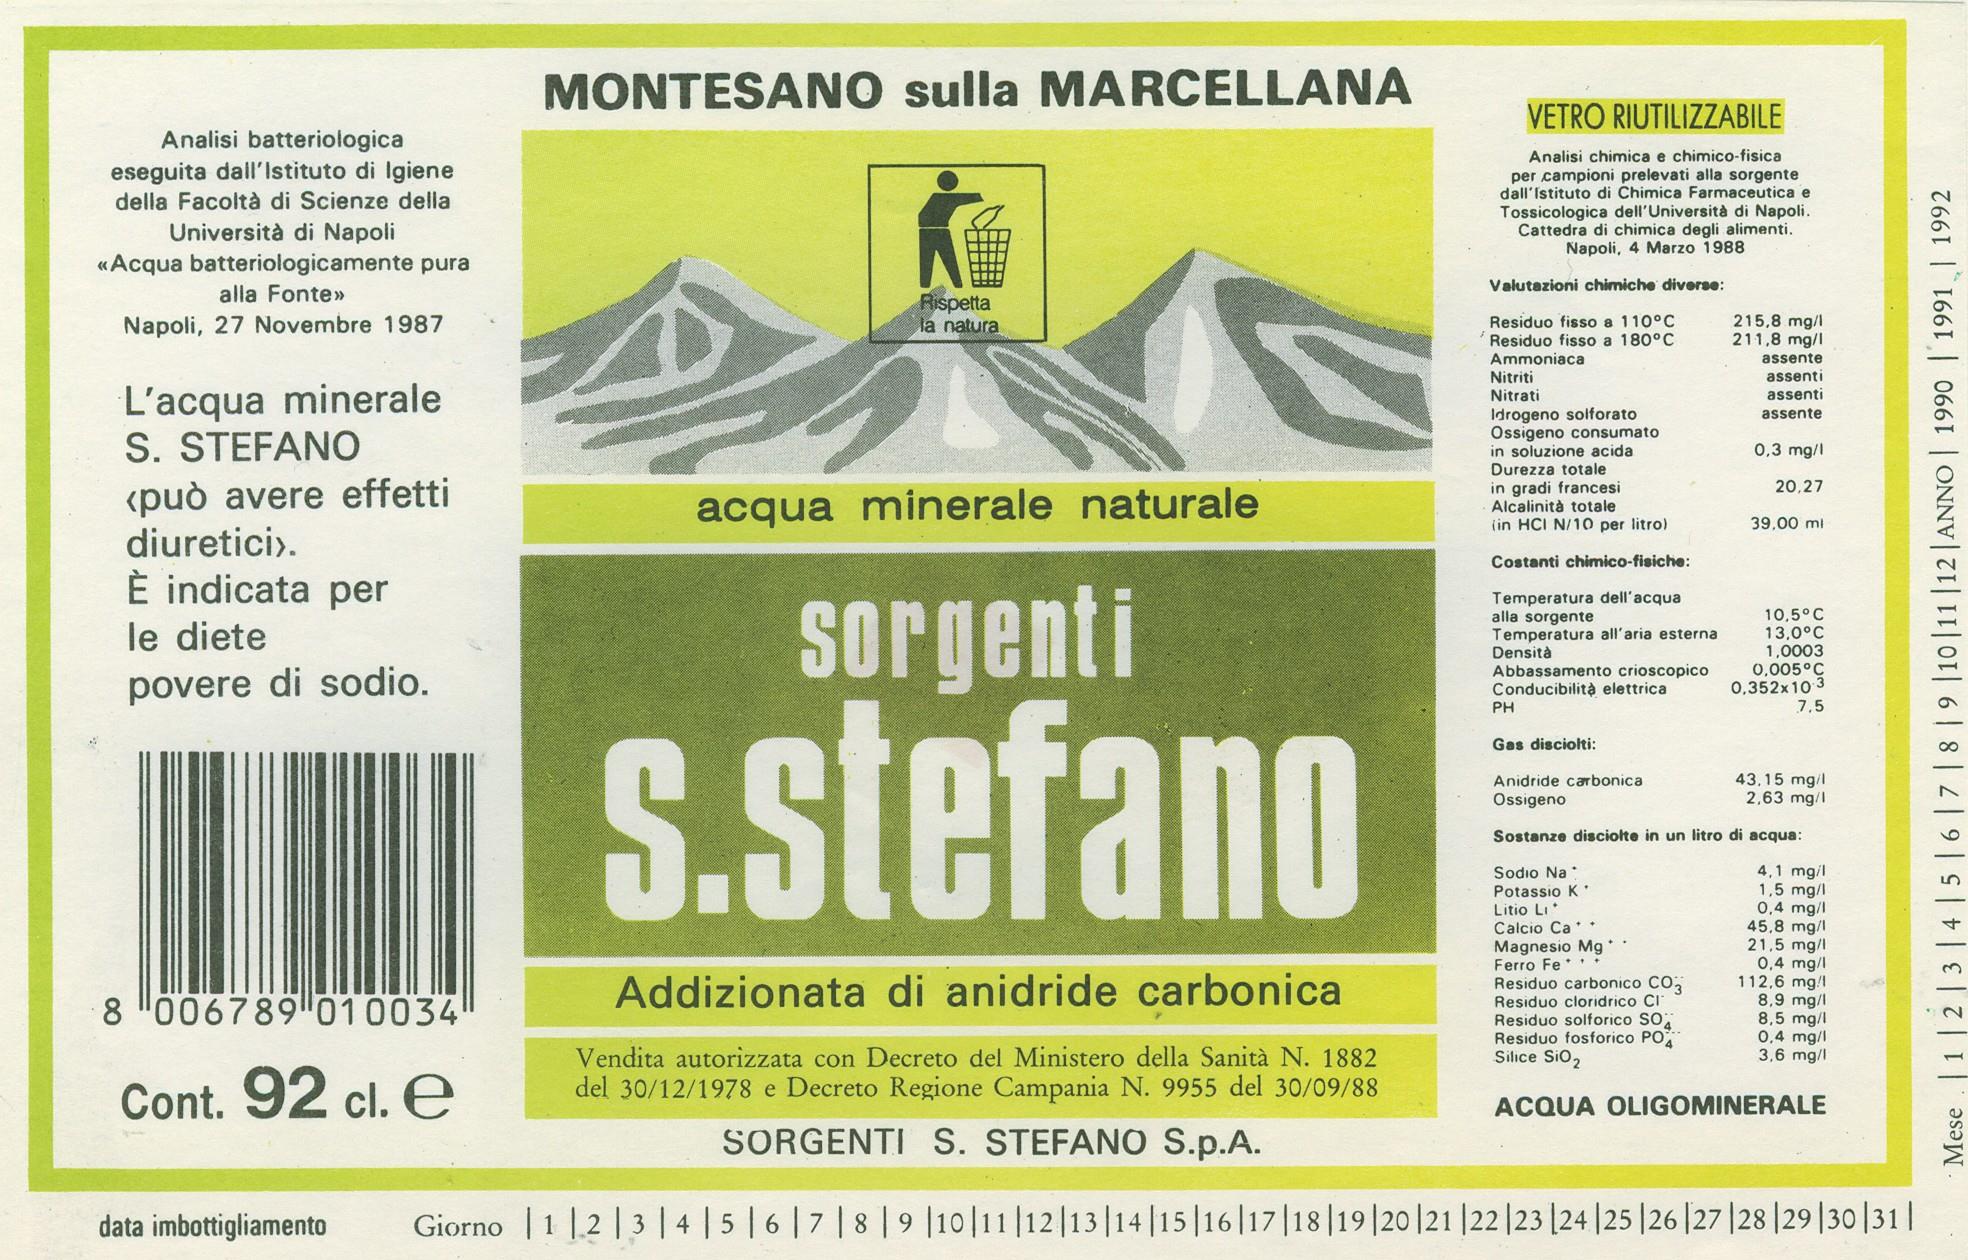 MONTESANO sulla MARCELLANA
Analisi batteriologica
eseguita dall'Istituto di Igiene
della Facoltà di Scienze della
Università di Napoli
«Acqua batteriologicamente pura
alla Fonte»
Napoli, 27 Novembre 1987
L'acqua minerale
S. STEFANO
‹può avere effetti
diuretici›.
È indicata per
le diete
povere di sodio.
8 006789 010034
Cont. 92 cl. e
Rispetta
la natura
acqua minerale naturale
sorgenti
s.stefano
Addizionata di anidride carbonica
Vendita autorizzata con Decreto del Ministero della Sanità N. 1882
del 30/12/1978 e Decreto Regione Campania N. 9955 del 30/09/88
SORGENTI S. STEFANO S.p.A.
VETRO RIUTILIZZABILE
Analisi chimica e chimico-fisica
per campioni prelevati alla sorgente
dall'Istituto di Chimica Farmaceutica e
Tossicologica dell'Università di Napoli.
Cattedra di chimica degli alimenti.
Napoli, 4 Marzo 1988
Valutazioni chimiche diverse:
Residuo fisso a 110°C 215,8 mg/l
Residuo fisso a 180°C 211,8 mg/l
Ammoniaca assente
Nitriti assenti
Nitrati assenti
Idrogeno solforato assente
Ossigeno consumato
in soluzione acida 0,3 mg/l
Durezza totale
in gradi francesi 20,27
Alcalinità totale
(in HCl N/10 per litro) 39,00 ml
Costanti chimico-fisiche:
Temperatura dell'acqua
alla sorgente 10,5°C
Temperatura all'aria esterna 13,0°C
Densità 1,0003
Abbassamento crioscopico 0,005°C
Conducibilità elettrica 0,352x10-3
PH 7,5
Gas disciolti:
Anidride carbonica 43,15 mg/l
Ossigeno 2,63 mg/l
Sostanze disciolte in un litro di acqua:
Sodio Na+ 4,1 mg/l
Potassio K+ 1,5 mg/l
Litio Li+ 0,4 mg/l
Calcio Ca++ 45,8 mg/l
Magnesio Mg++ 21,5 mg/l
Ferro Fe+++ 0,4 mg/l
Residuo carbonico CO3-- 112,6 mg/l
Residuo cloridrico Cl- 8,9 mg/l
Residuo solforico SO4-- 8,5 mg/l
Residuo fosforico PO4--- 0,4 mg/l
Silice SiO2 3,6 mg/l
ACQUA OLIGOMINERALE
Mese |1|2|3|4|5|6|7|8|9|10|11|12|ANNO|1990|1991|1992
data imbottigliamento Giorno |1|2|3|4|5|6|7|8|9|10|11|12|13|14|15|16|17|18|19|20|21|22|23|24|25|26|27|28|29|30|31|